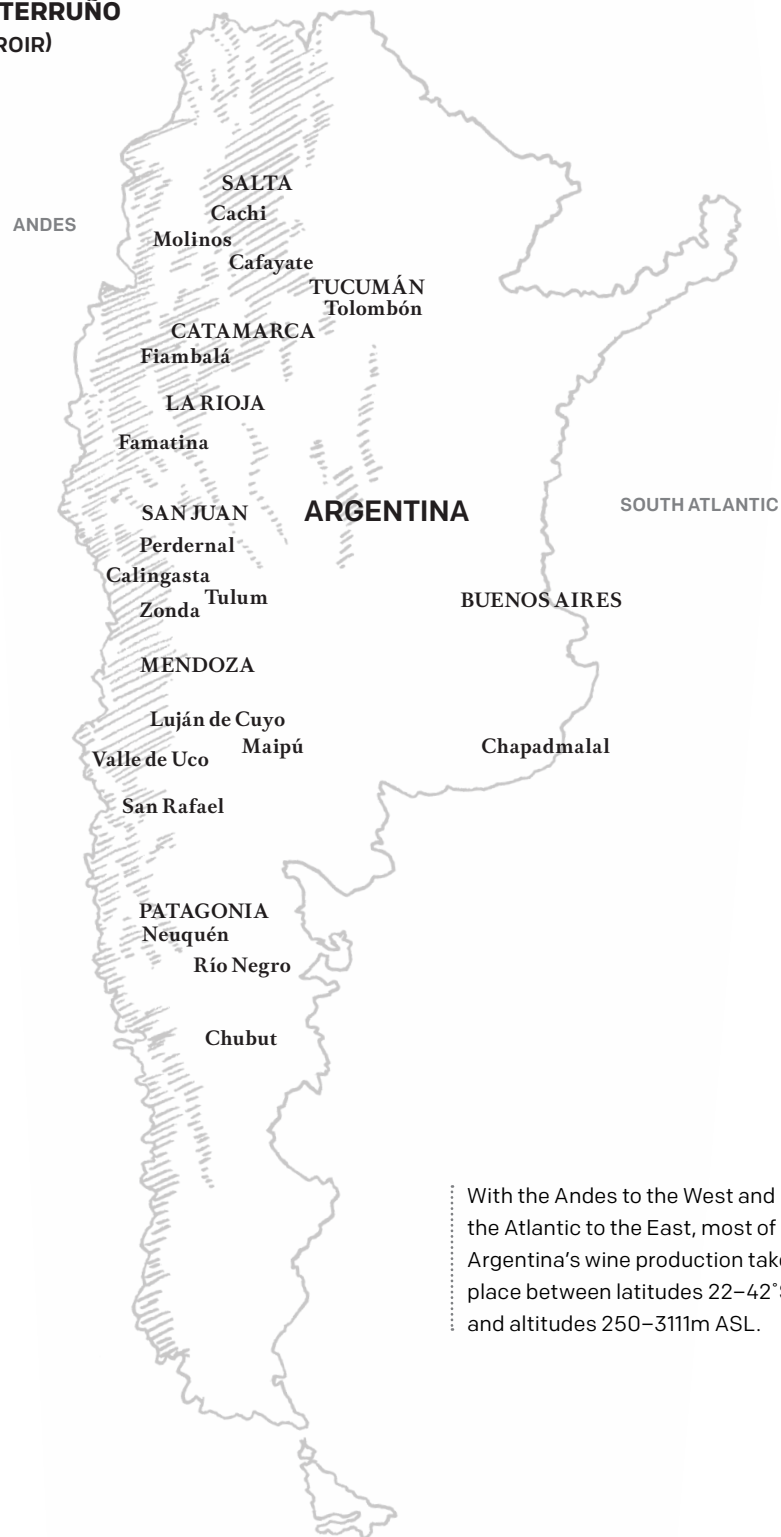 TERRUÑO
ROIR)
SALTA
Cachi
ANDES
Molinos
Cafayate
TUCUMÁN
Tolombón
CATAMARCA
Fiambalá
LA RIOJA
Famatina
SAN JUAN
ARGENTINA
SOUTH ATLANTIC
Perdernal
Calingasta
Tulum
Zonda
BUENOS AIRES
MENDOZA
Luján de Cuyo
Maipú
Chapadmalal
Valle de Uco
San Rafael
PATAGONIA
Neuquén
Río Negro
Chubut
With the Andes to the West and
the Atlantic to the East, most of
Argentina's wine production take
place between latitudes 22–42°S
and altitudes 250–3111m ASL.